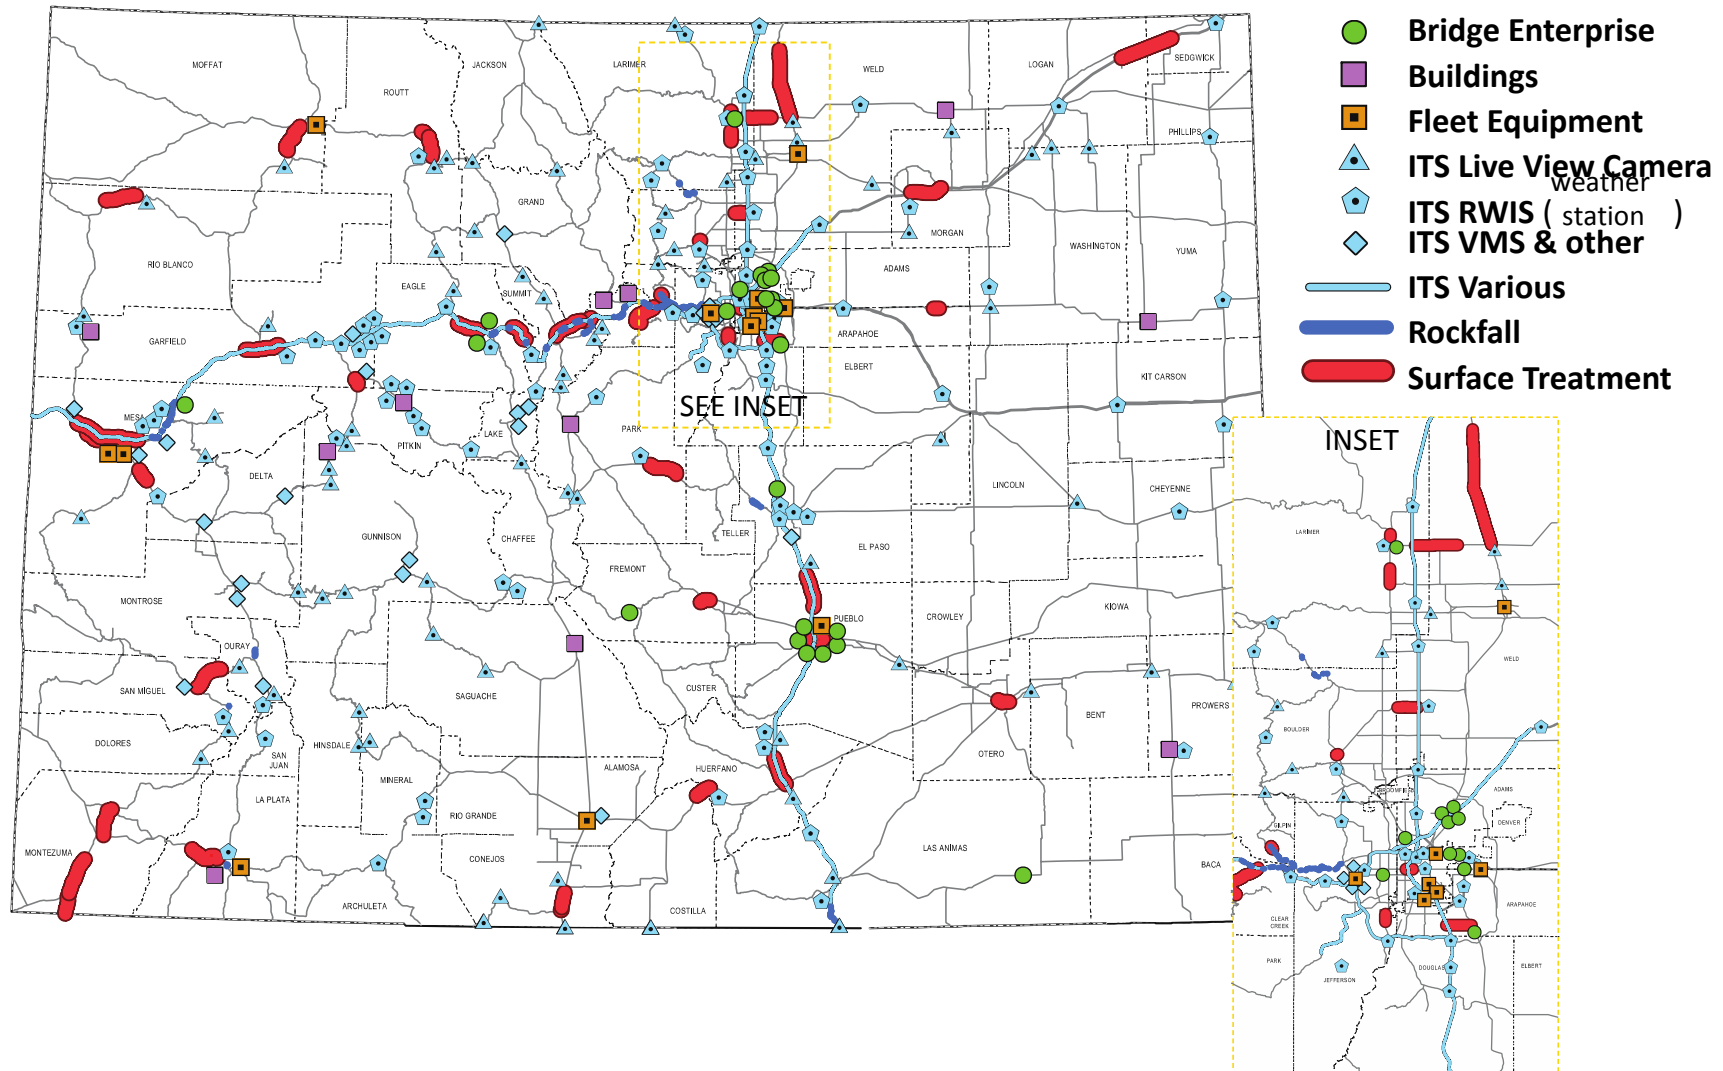 Bridge Enterprise
Buildings
Fleet Equipment
ITS Live View Camera
ITS RWIS ( weather station )
ITS VMS & other
ITS Various
Rockfall
Surface Treatment
MOFFAT
ROUTT
JACKSON
LARIMER
WELD
LOGAN
SEDGWICK
PHILLIPS
GRAND
MORGAN
WASHINGTON
YUMA
RIO BLANCO
ADAMS
EAGLE
SUMMIT
GARFIELD
ARAPAHOE
ELBERT
KIT CARSON
SEE INSET
MESA
PITKIN
LAKE
PARK
DELTA
LINCOLN
CHEYENNE
GUNNISON
CHAFFEE
TELLER
EL PASO
FREMONT
MONTROSE
CROWLEY
KIOWA
PUEBLO
OURAY
SAN MIGUEL
SAGUACHE
CUSTER
BENT
PROWERS
DOLORES
HINSDALE
SAN
JUAN
OTERO
MINERAL
ALAMOSA
HUERFANO
LA PLATA
RIO GRANDE
MONTEZUMA
CONEJOS
LAS ANIMAS
BACA
ARCHULETA
COSTILLA
INSET
LARIMER
WELD
BOULDER
BROOMFIELD
ADAMS
GILPIN
DENVER
CLEAR
CREEK
ARAPAHOE
PARK
JEFFERSON
DOUGLAS
ELBERT